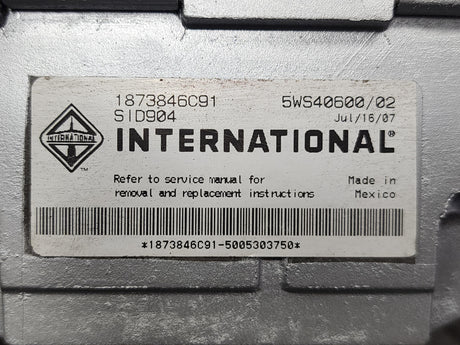 1873846C91 5WS40600/02
SID904 Jul/16/07
INTERNATIONAL INTERNATIONAL®
™
Refer to service manual for Made in
removal and replacement instructions Mexico
*1873846C91-5005303750*